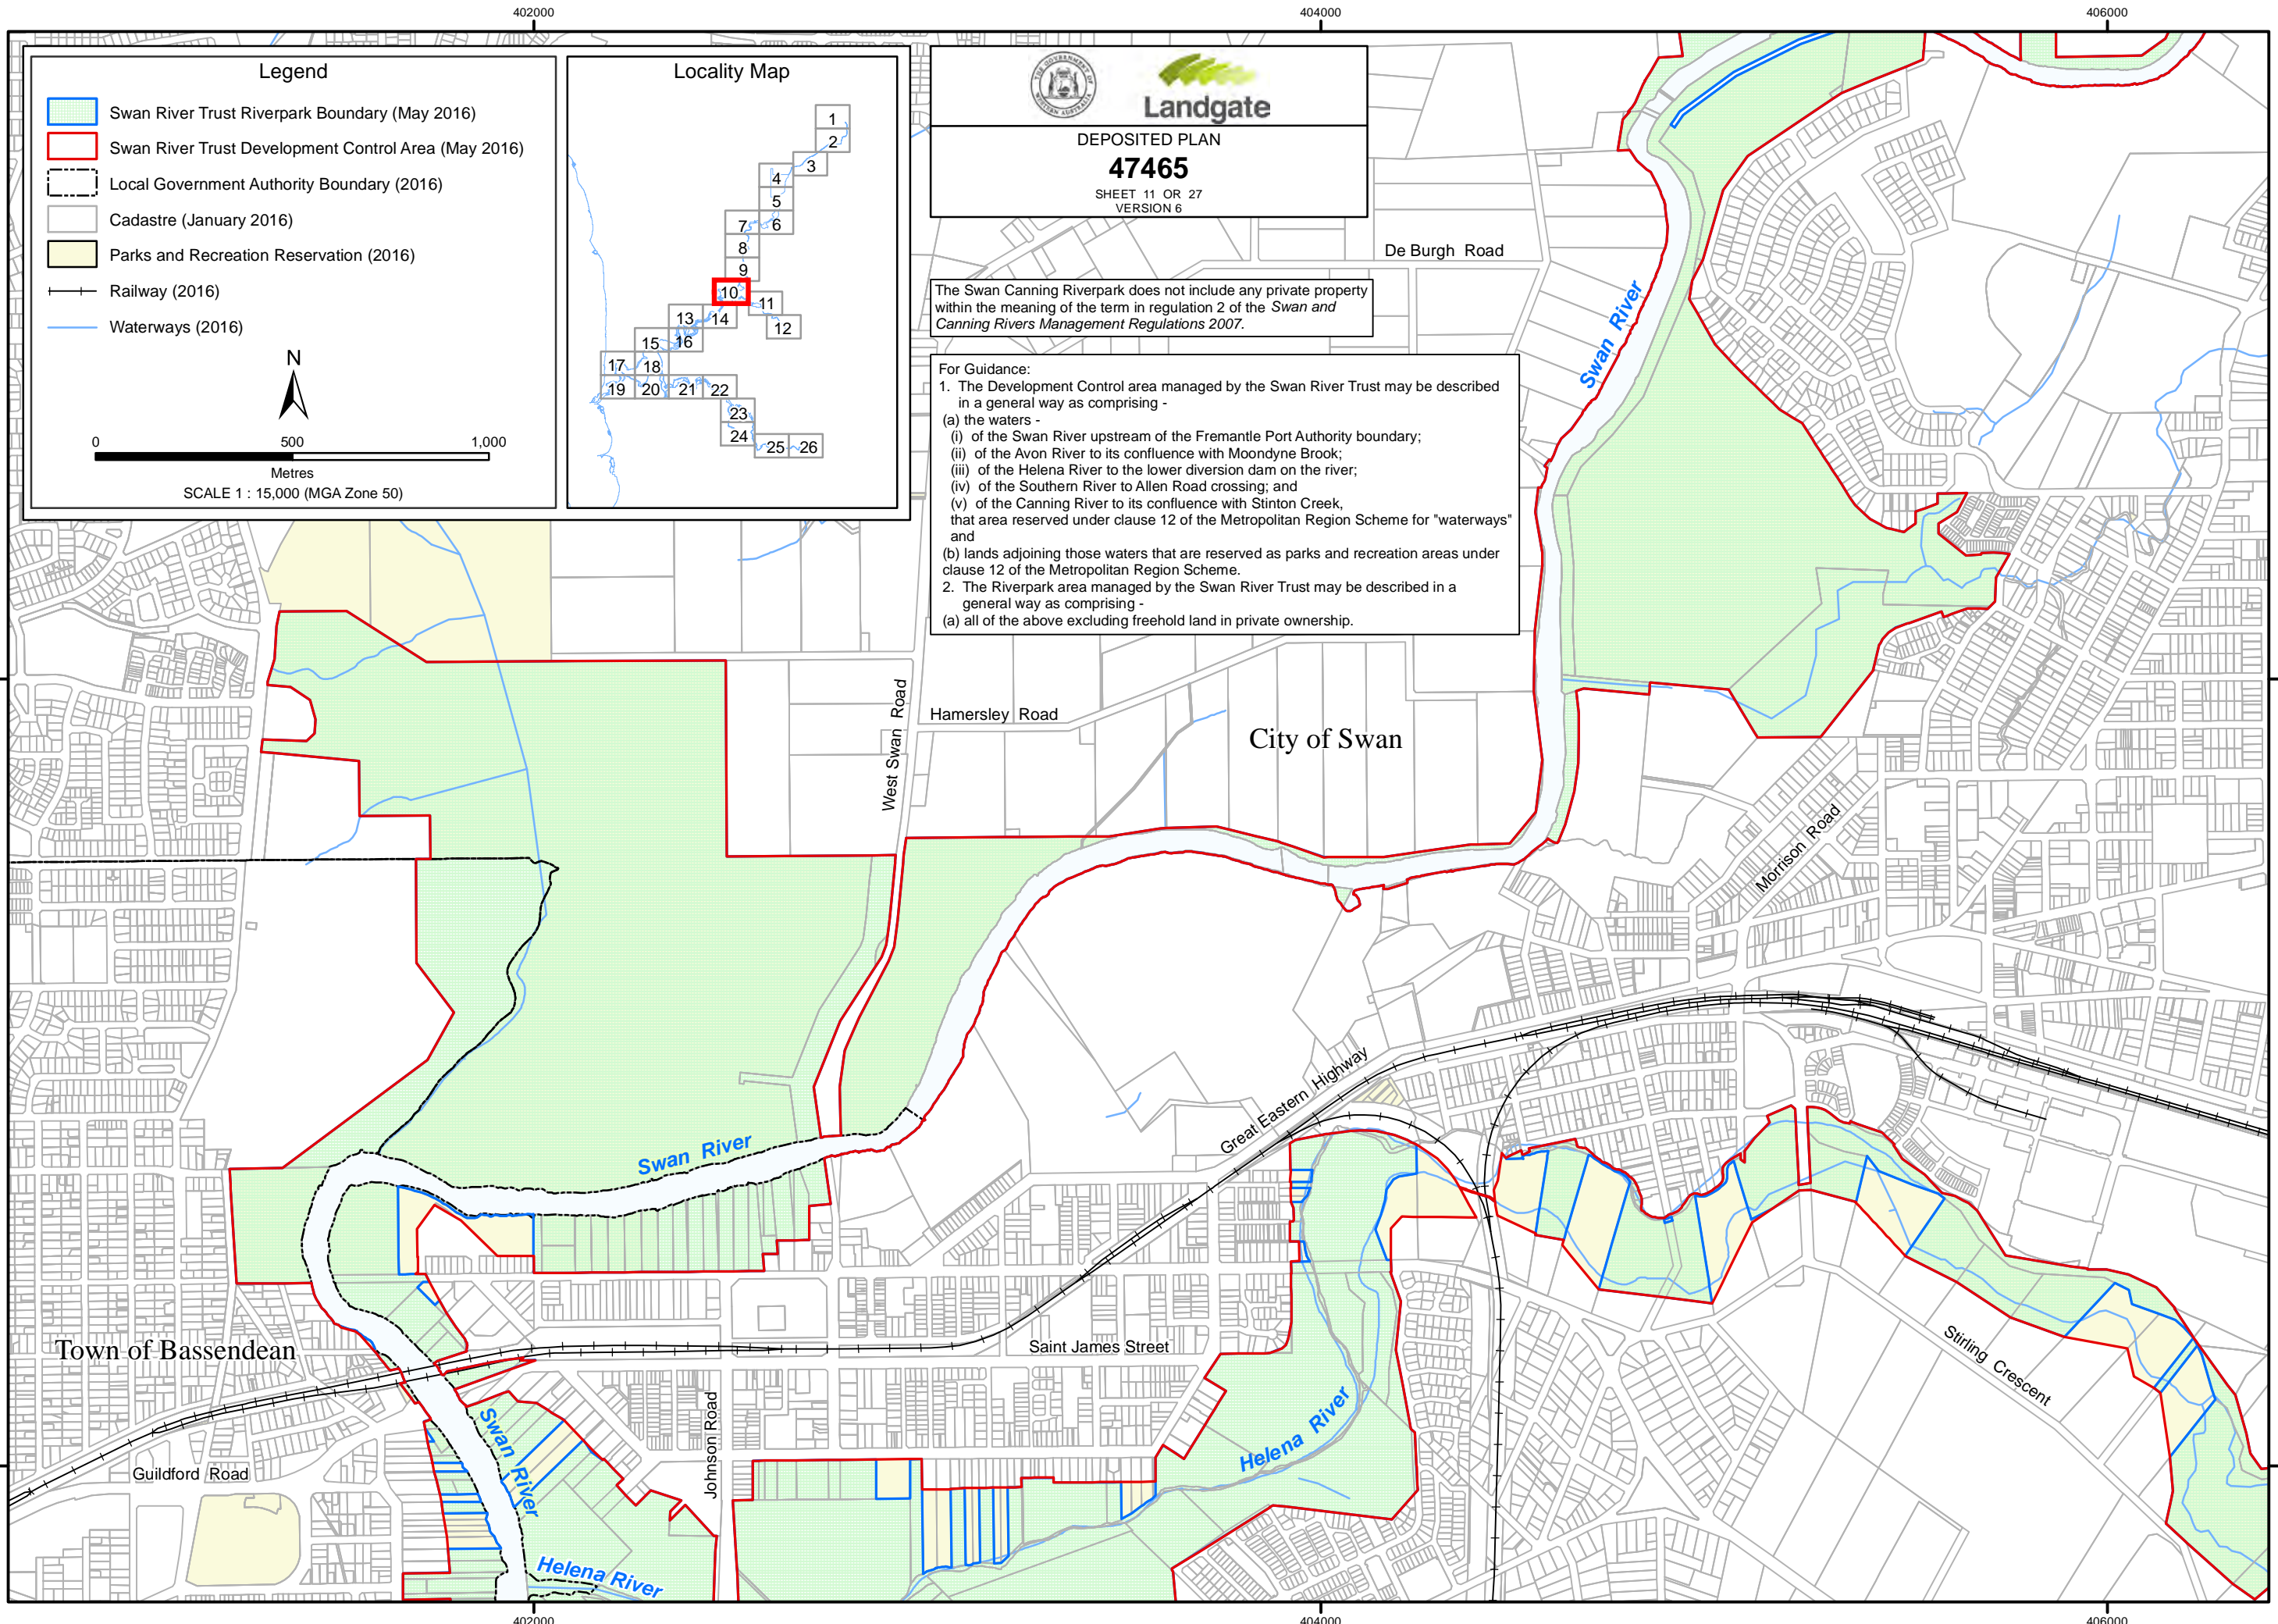 402000
404000
406000
Legend
Swan River Trust Riverpark Boundary (May 2016)
Swan River Trust Development Control Area (May 2016)
Local Government Authority Boundary (2016)
Cadastre (January 2016)
Parks and Recreation Reservation (2016)
Railway (2016)
Waterways (2016)
N
0 500 1,000
Metres
SCALE 1 : 15,000 (MGA Zone 50)
Locality Map
1
2
3
4
5
7 6
8
9
10
11
13 14
12
15 16
17 18
19 20 21 22
23
24
25 26
THE GOVERNMENT OF
WESTERN AUSTRALIA
Landgate
DEPOSITED PLAN
47465
SHEET 11 OR 27
VERSION 6
De Burgh Road
The Swan Canning Riverpark does not include any private property
within the meaning of the term in regulation 2 of the Swan and
Canning Rivers Management Regulations 2007.
For Guidance:
1. The Development Control area managed by the Swan River Trust may be described
in a general way as comprising -
(a) the waters -
(i) of the Swan River upstream of the Fremantle Port Authority boundary;
(ii) of the Avon River to its confluence with Moondyne Brook;
(iii) of the Helena River to the lower diversion dam on the river;
(iv) of the Southern River to Allen Road crossing; and
(v) of the Canning River to its confluence with Stinton Creek,
that area reserved under clause 12 of the Metropolitan Region Scheme for "waterways"
and
(b) lands adjoining those waters that are reserved as parks and recreation areas under
clause 12 of the Metropolitan Region Scheme.
2. The Riverpark area managed by the Swan River Trust may be described in a
general way as comprising -
(a) all of the above excluding freehold land in private ownership.
Swan River
West Swan Road
Hamersley Road
City of Swan
Morrison Road
Great Eastern Highway
Swan River
Town of Bassendean
Saint James Street
Stirling Crescent
Johnson Road
Swan River
Helena River
Guildford Road
Helena River
402000
404000
406000